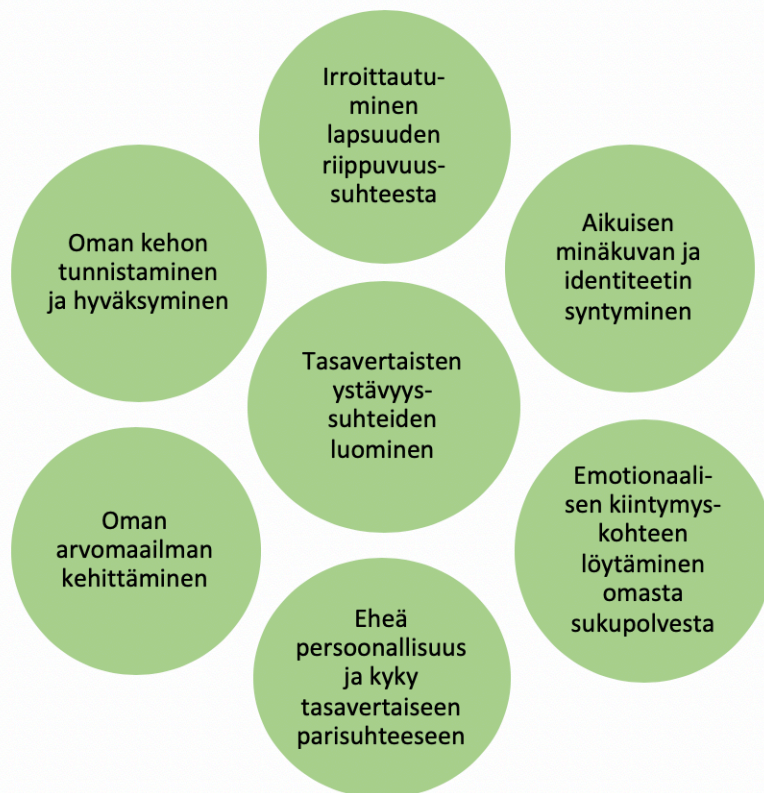 Irroittautu-
minen
lapsuuden
riippuvuus-
suhteesta
Oman kehon
tunnistaminen
ja hyväksyminen
Aikuisen
minäkuvan ja
identiteetin
syntyminen
Tasavertaisten
ystävyys-
suhteiden
luominen
Oman
arvomaailman
kehittäminen
Emotionaali-
sen kiintymys-
kohteen
löytäminen
omasta
sukupolvesta
Eheä
persoonallisuus
ja kyky
tasavertaiseen
parisuhteeseen